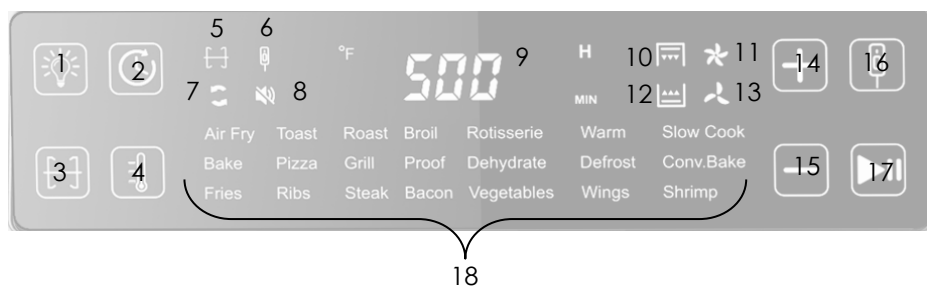 5 6
1 2 °F 500 9 H 10 11 14 16
7 8 MIN 12 13
Air Fry Toast Roast Broil Rotisserie Warm Slow Cook
3 4 Bake Pizza Grill Proof Dehydrate Defrost Conv.Bake 15 17
Fries Ribs Steak Bacon Vegetables Wings Shrimp
18